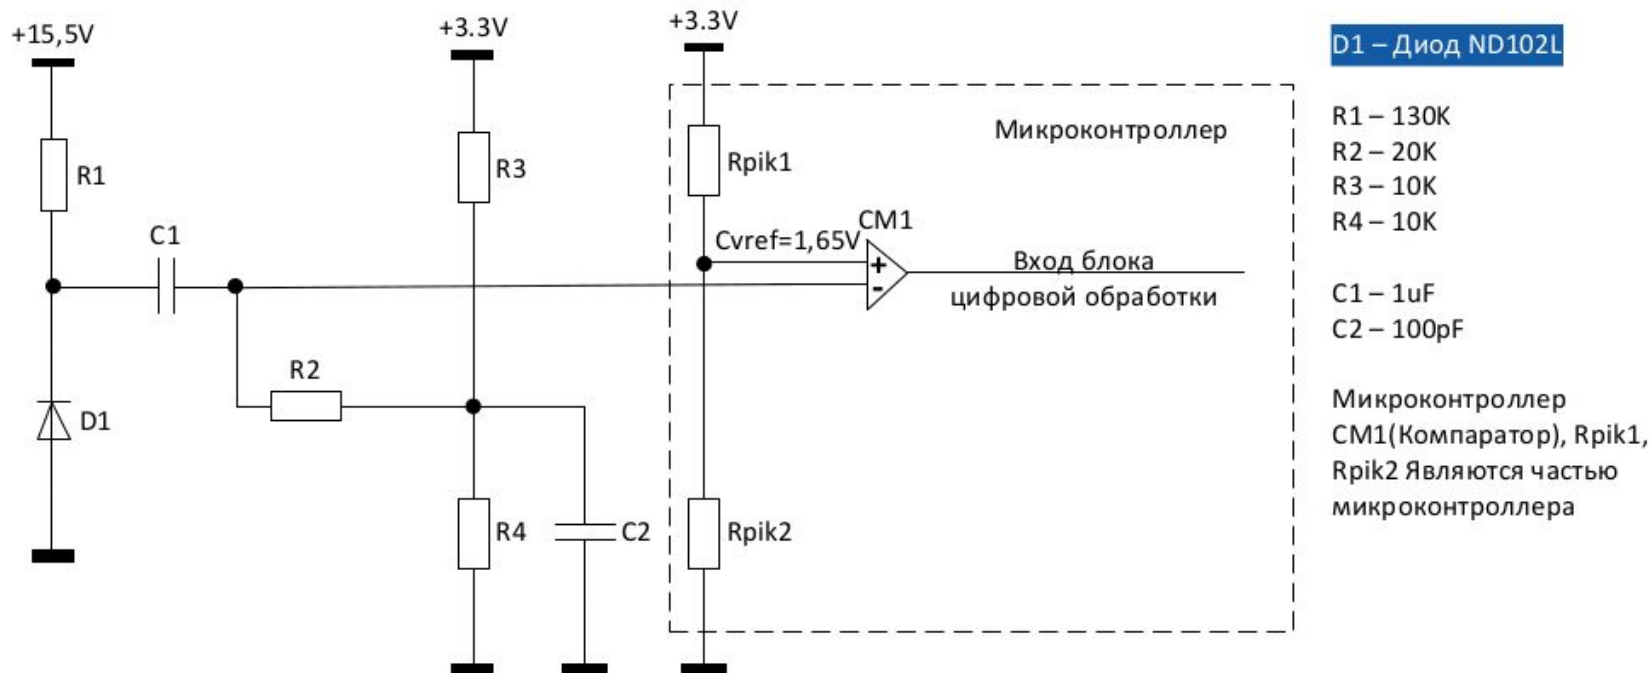 +15,5V
+3.3V
+3.3V
D1 – Диод ND102L
R1 – 130K
R2 – 20K
R3 – 10K
R4 – 10K
C1 – 1uF
C2 – 100pF
Микроконтроллер
CM1(Компаратор), Rpik1,
Rpik2 Являются частью
микроконтроллера
Микроконтроллер
R1
R3
Rpik1
C1
CM1
Cvref=1,65V
+
-
Вход блока
цифровой обработки
R2
D1
R4
C2
Rpik2